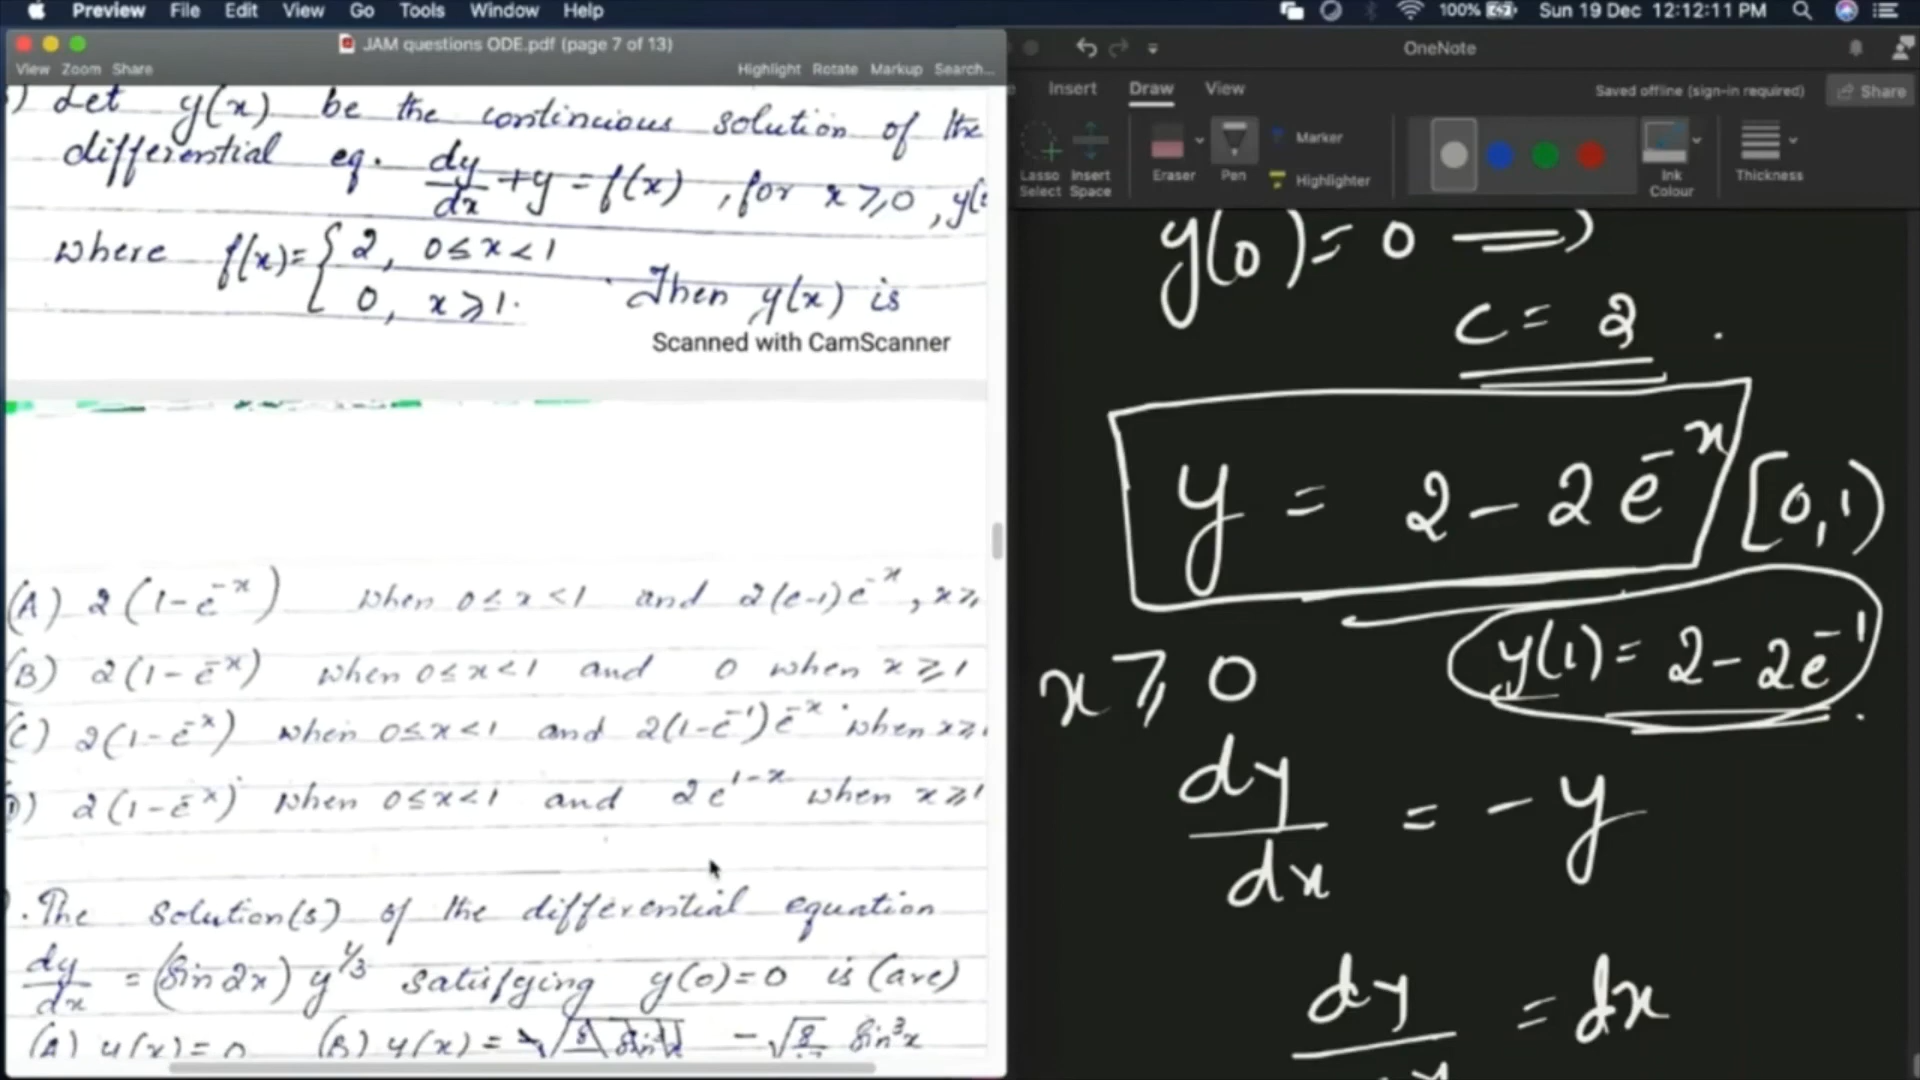 Preview File Edit View Go Tools Window Help 100% Sun 19 Dec 12:12:11 PM
JAM questions ODE.pdf (page 7 of 13)
View Zoom Share Highlight Rotate Markup Search...
) Let y(x) be the continuous solution of the
differential eq. dy/dx + y = f(x) , for x ⩾ 0 , y(
where f(x) = { 2, 0 ≤ x < 1
0, x ⩾ 1. Then y(x) is
Scanned with CamScanner
(A) 2(1-e^-x) when 0 ≤ x < 1 and 2(e-1)e^-x , x ⩾
(B) 2(1-e^-x) when 0 ≤ x < 1 and 0 when x ⩾ 1
(C) 2(1-e^-x) when 0 ≤ x < 1 and 2(1-e^-1)e^-x when x ⩾
) 2(1-e^-x) when 0 ≤ x < 1 and 2e^1-x when x ⩾ 1
. The solution(s) of the differential equation
dy/dx = (sin 2x) y^1/3 satisfying y(0)=0 is (are)
(A) y(x) = 0 (B) y(x) = - √8 sin^3 x
OneNote
Insert Draw View Saved offline (sign-in required) Share
Lasso Select Insert Space Eraser Pen Marker Highlighter Ink Colour Thickness
y(0) = 0 ⟹
c = 2 .
y = 2 - 2e^-x [0,1)
y(1) = 2 - 2e^-1 .
x ⩾ 0
dy/dx = - y
dy = dx